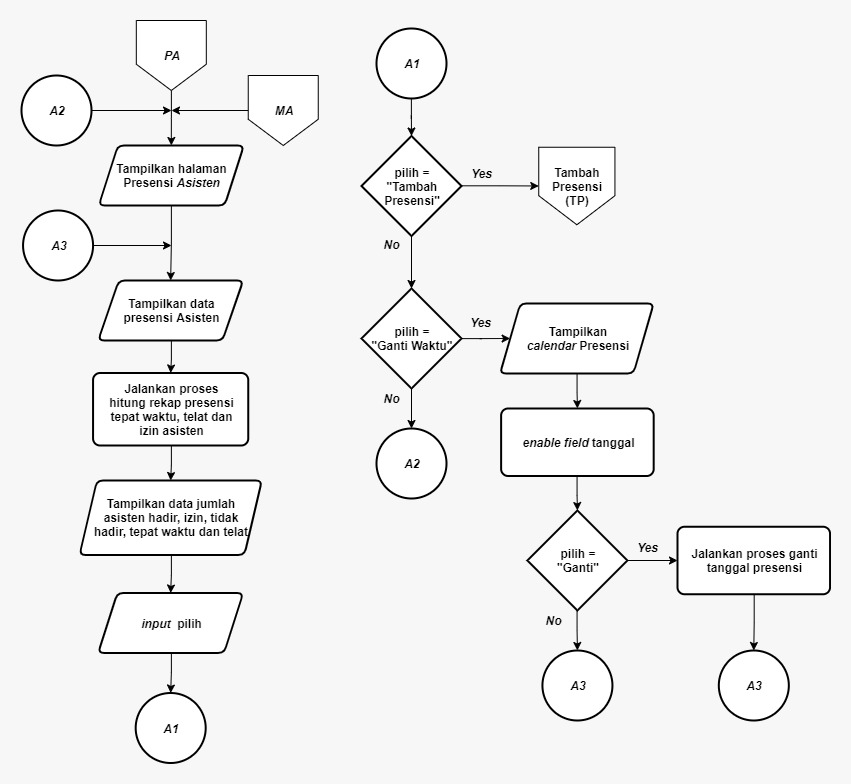 PA
A2
MA
Tampilkan halaman
Presensi Asisten
A3
Tampilkan data
presensi Asisten
Jalankan proses
hitung rekap presensi
tepat waktu, telat dan
izin asisten
Tampilkan data jumlah
asisten hadir, izin, tidak
hadir, tepat waktu dan telat
input pilih
A1
A1
pilih =
"Tambah
Presensi"
Yes
Tambah
Presensi
(TP)
No
pilih =
"Ganti Waktu"
Yes
Tampilkan
calendar Presensi
No
A2
enable field tanggal
pilih =
"Ganti"
Yes
Jalankan proses ganti
tanggal presensi
No
A3
A3